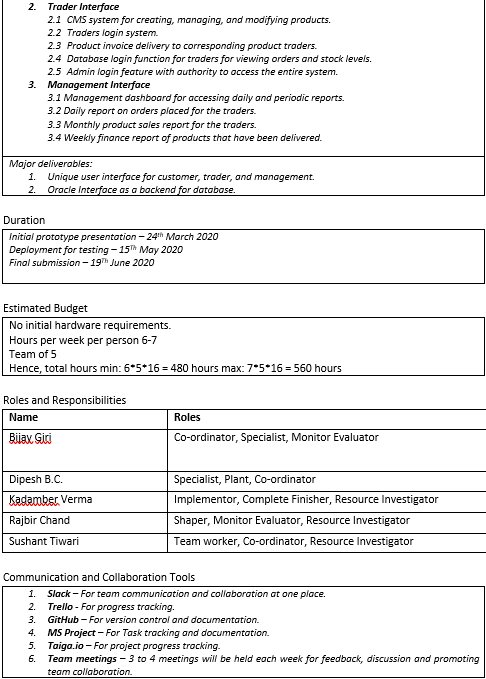 2. Trader Interface
2.1 CMS system for creating, managing, and modifying products.
2.2 Traders login system.
2.3 Product invoice delivery to corresponding product traders.
2.4 Database login function for traders for viewing orders and stock levels.
2.5 Admin login feature with authority to access the entire system.
3. Management Interface
3.1 Management dashboard for accessing daily and periodic reports.
3.2 Daily report on orders placed for the traders.
3.3 Monthly product sales report for the traders.
3.4 Weekly finance report of products that have been delivered.
Major deliverables:
1. Unique user interface for customer, trader, and management.
2. Oracle Interface as a backend for database.
Duration
Initial prototype presentation – 24th March 2020
Deployment for testing – 15Th May 2020
Final submission – 19Th June 2020
Estimated Budget
No initial hardware requirements.
Hours per week per person 6-7
Team of 5
Hence, total hours min: 6*5*16 = 480 hours max: 7*5*16 = 560 hours
Roles and Responsibilities
Name Roles
Bijay Giri Co-ordinator, Specialist, Monitor Evaluator
Dipesh B.C. Specialist, Plant, Co-ordinator
Kadamber Verma Implementor, Complete Finisher, Resource Investigator
Rajbir Chand Shaper, Monitor Evaluator, Resource Investigator
Sushant Tiwari Team worker, Co-ordinator, Resource Investigator
Communication and Collaboration Tools
1. Slack – For team communication and collaboration at one place.
2. Trello - For progress tracking.
3. GitHub – For version control and documentation.
4. MS Project – For Task tracking and documentation.
5. Taiga.io – For project progress tracking.
6. Team meetings – 3 to 4 meetings will be held each week for feedback, discussion and promoting
team collaboration.